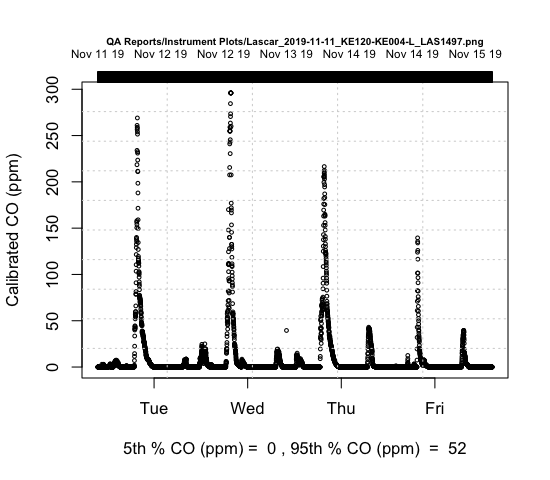 QA Reports/Instrument Plots/Lascar_2019-11-11_KE120-KE004-L_LAS1497.png
Nov 11 19 Nov 12 19 Nov 12 19 Nov 13 19 Nov 14 19 Nov 14 19 Nov 15 19
300
250
200
150
100
50
0
Calibrated CO (ppm)
Tue Wed Thu Fri
5th % CO (ppm) = 0 , 95th % CO (ppm) = 52